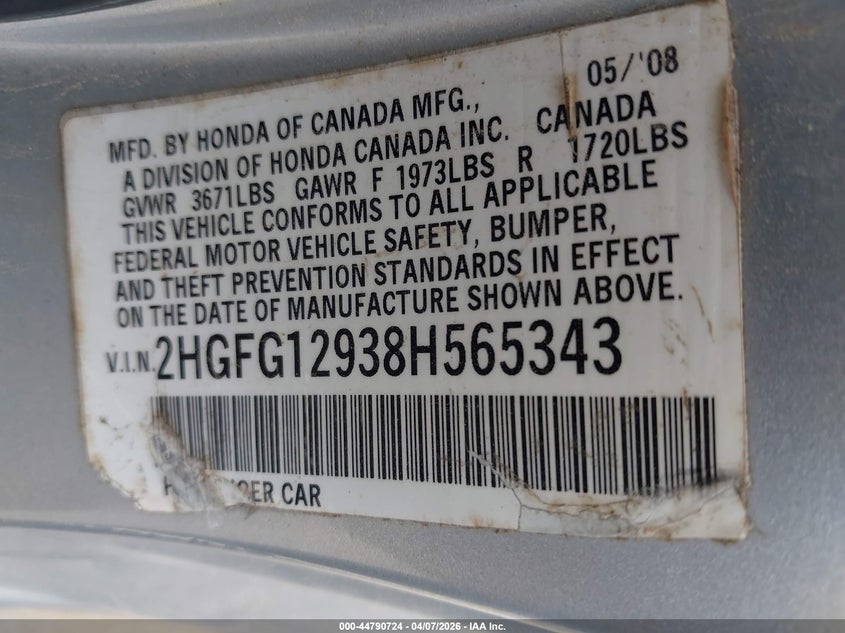 05/'08
MFD. BY HONDA OF CANADA MFG.,
A DIVISION OF HONDA CANADA INC. CANADA
GVWR 3671LBS GAWR F 1973LBS R 1720LBS
THIS VEHICLE CONFORMS TO ALL APPLICABLE
FEDERAL MOTOR VEHICLE SAFETY, BUMPER,
AND THEFT PREVENTION STANDARDS IN EFFECT
ON THE DATE OF MANUFACTURE SHOWN ABOVE.
V.I.N. 2HGFG12938H565343
CAR
000-44790724 - 04/07/2026 - IAA Inc.